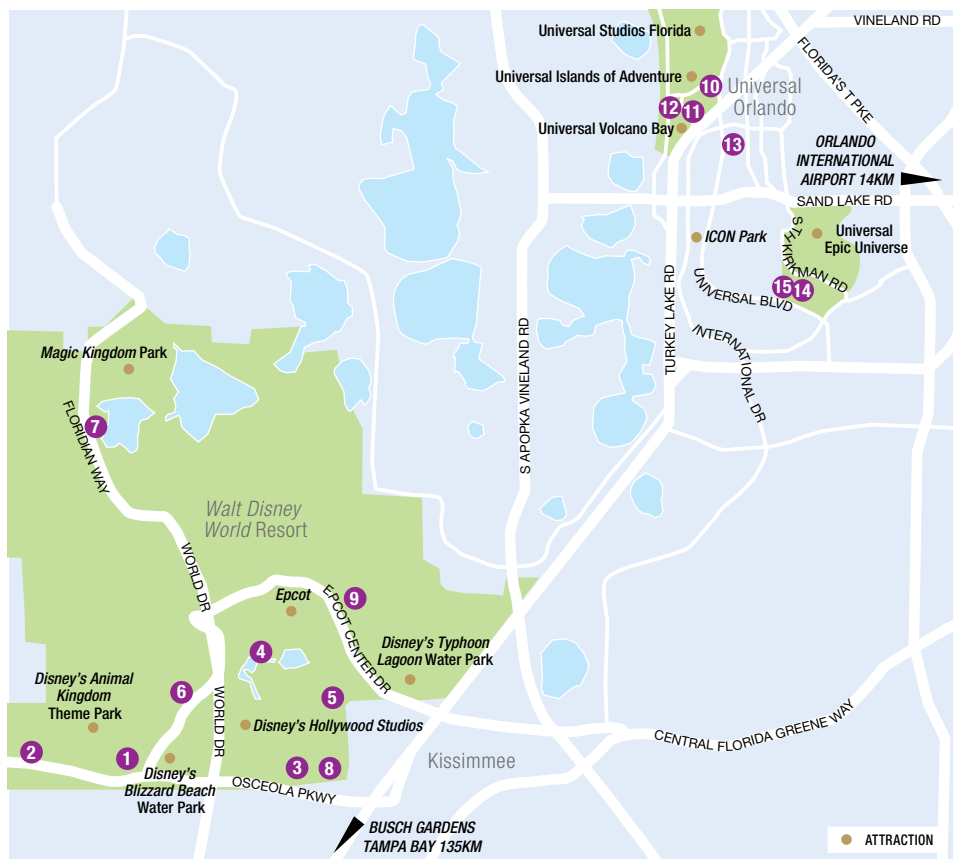 VINELAND RD
Universal Studios Florida
FLORIDA'S T PKE
Universal Islands of Adventure
10
Universal
Orlando
12
11
Universal Volcano Bay
13
ORLANDO
INTERNATIONAL
AIRPORT 14KM
SAND LAKE RD
S T/KIRKMAN RD
ICON Park
Universal
Epic Universe
15
14
UNIVERSAL BLVD
TURKEY LAKE RD
INTERNATIONAL DR
S APOPKA VINELAND RD
Magic Kingdom Park
7
FLORIDIAN WAY
Walt Disney
World Resort
WORLD DR
Epcot
9
EPCOT CENTER DR
4
Disney's Typhoon
Lagoon Water Park
Disney's Animal
Kingdom
Theme Park
6
5
WORLD DR
Disney's Hollywood Studios
CENTRAL FLORIDA GREENE WAY
2
1
3
8
Kissimmee
Disney's
Blizzard Beach
Water Park
OSCEOLA PKWY
BUSCH GARDENS
TAMPA BAY 135KM
ATTRACTION